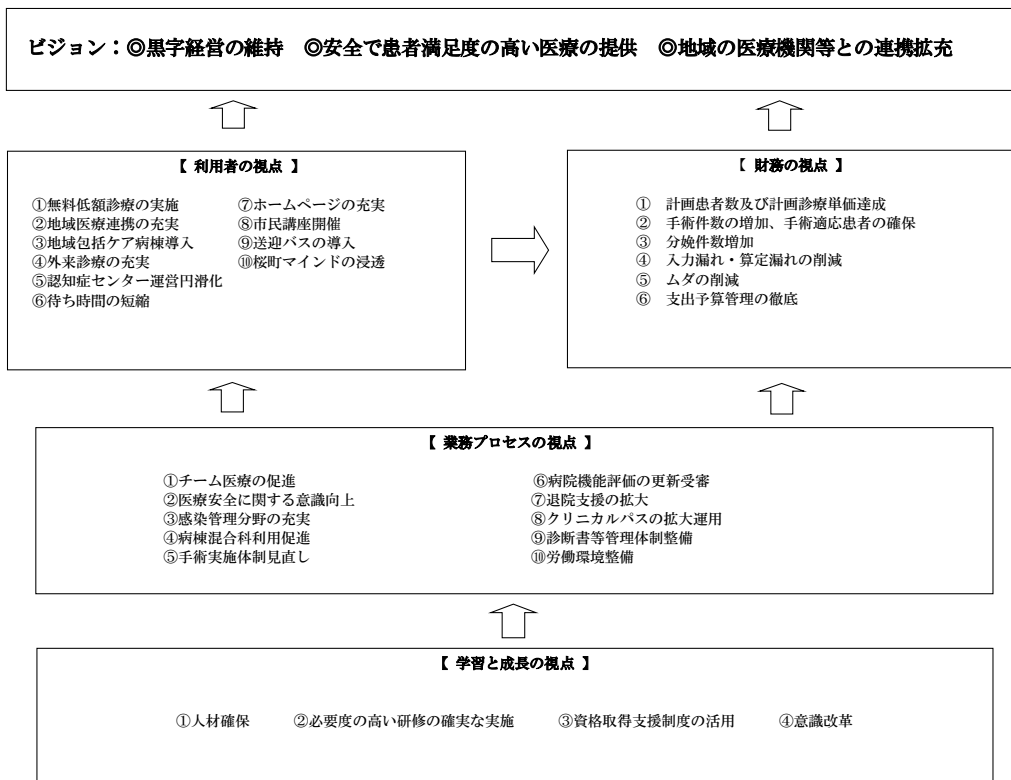 ビジョン：◎黒字経営の維持　◎安全で患者満足度の高い医療の提供　◎地域の医療機関等との連携拡充
【 利用者の視点 】
①無料低額診療の実施
②地域医療連携の充実
③地域包括ケア病棟導入
④外来診療の充実
⑤認知症センター運営円滑化
⑥待ち時間の短縮
⑦ホームページの充実
⑧市民講座開催
⑨送迎バスの導入
⑩桜町マインドの浸透
【 財務の視点 】
①　計画患者数及び計画診療単価達成
②　手術件数の増加、手術適応患者の確保
③　分娩件数増加
④　入力漏れ・算定漏れの削減
⑤　ムダの削減
⑥　支出予算管理の徹底
【 業務プロセスの視点 】
①チーム医療の促進
②医療安全に関する意識向上
③感染管理分野の充実
④病棟混合科利用促進
⑤手術実施体制見直し
⑥病院機能評価の更新受審
⑦退院支援の拡大
⑧クリニカルパスの拡大運用
⑨診断書等管理体制整備
⑩労働環境整備
【 学習と成長の視点 】
①人材確保　②必要度の高い研修の確実な実施　③資格取得支援制度の活用　④意識改革